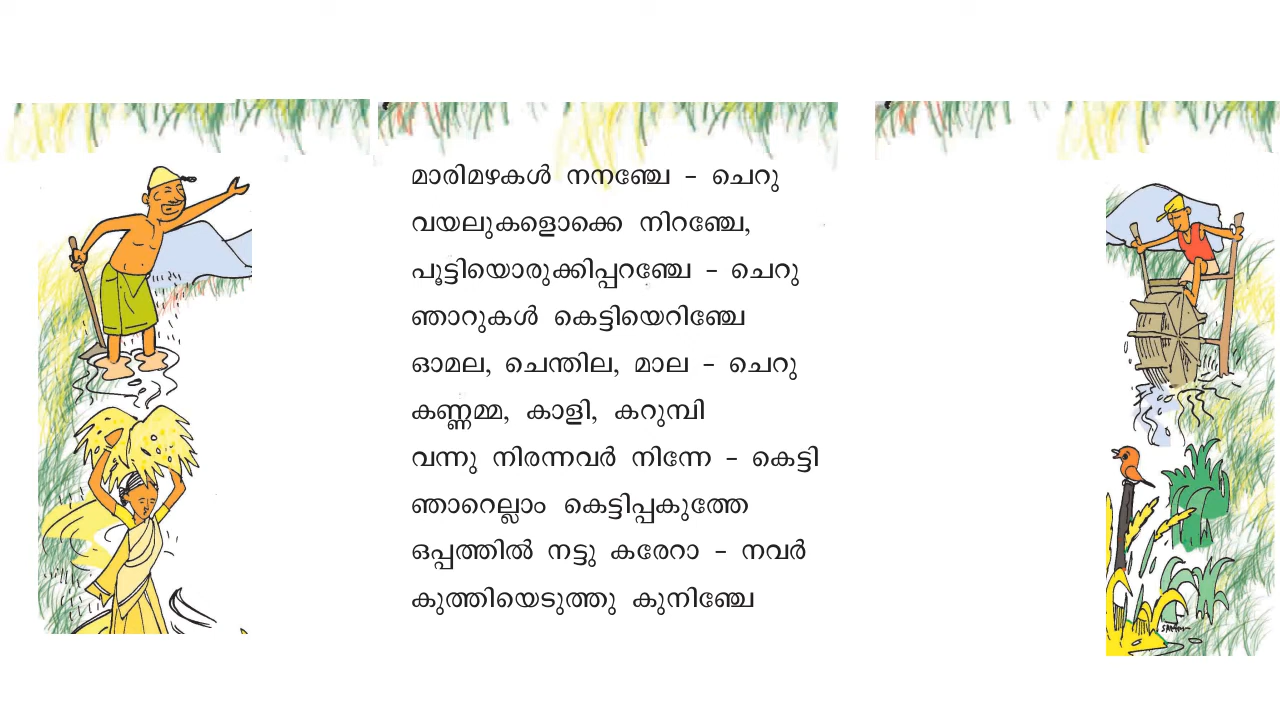 മാരിമഴകൾ നനഞ്ചേ – ചെറു
വയലുകളൊക്കെ നിറഞ്ചേ,
പൂട്ടിയൊരുക്കിപ്പറഞ്ചേ – ചെറു
ഞാറുകൾ കെട്ടിയെറിഞ്ചേ
ഓമല, ചെന്തില, മാല – ചെറു
കണ്ണമ്മ, കാളി, കറുമ്പി
വന്നു നിരന്നവർ നിന്നേ – കെട്ടി
ഞാറെല്ലാം കെട്ടിപ്പകുത്തേ
ഒപ്പത്തിൽ നട്ടു കരേറാ – നവർ
കുത്തിയെടുത്തു കുനിഞ്ചേ